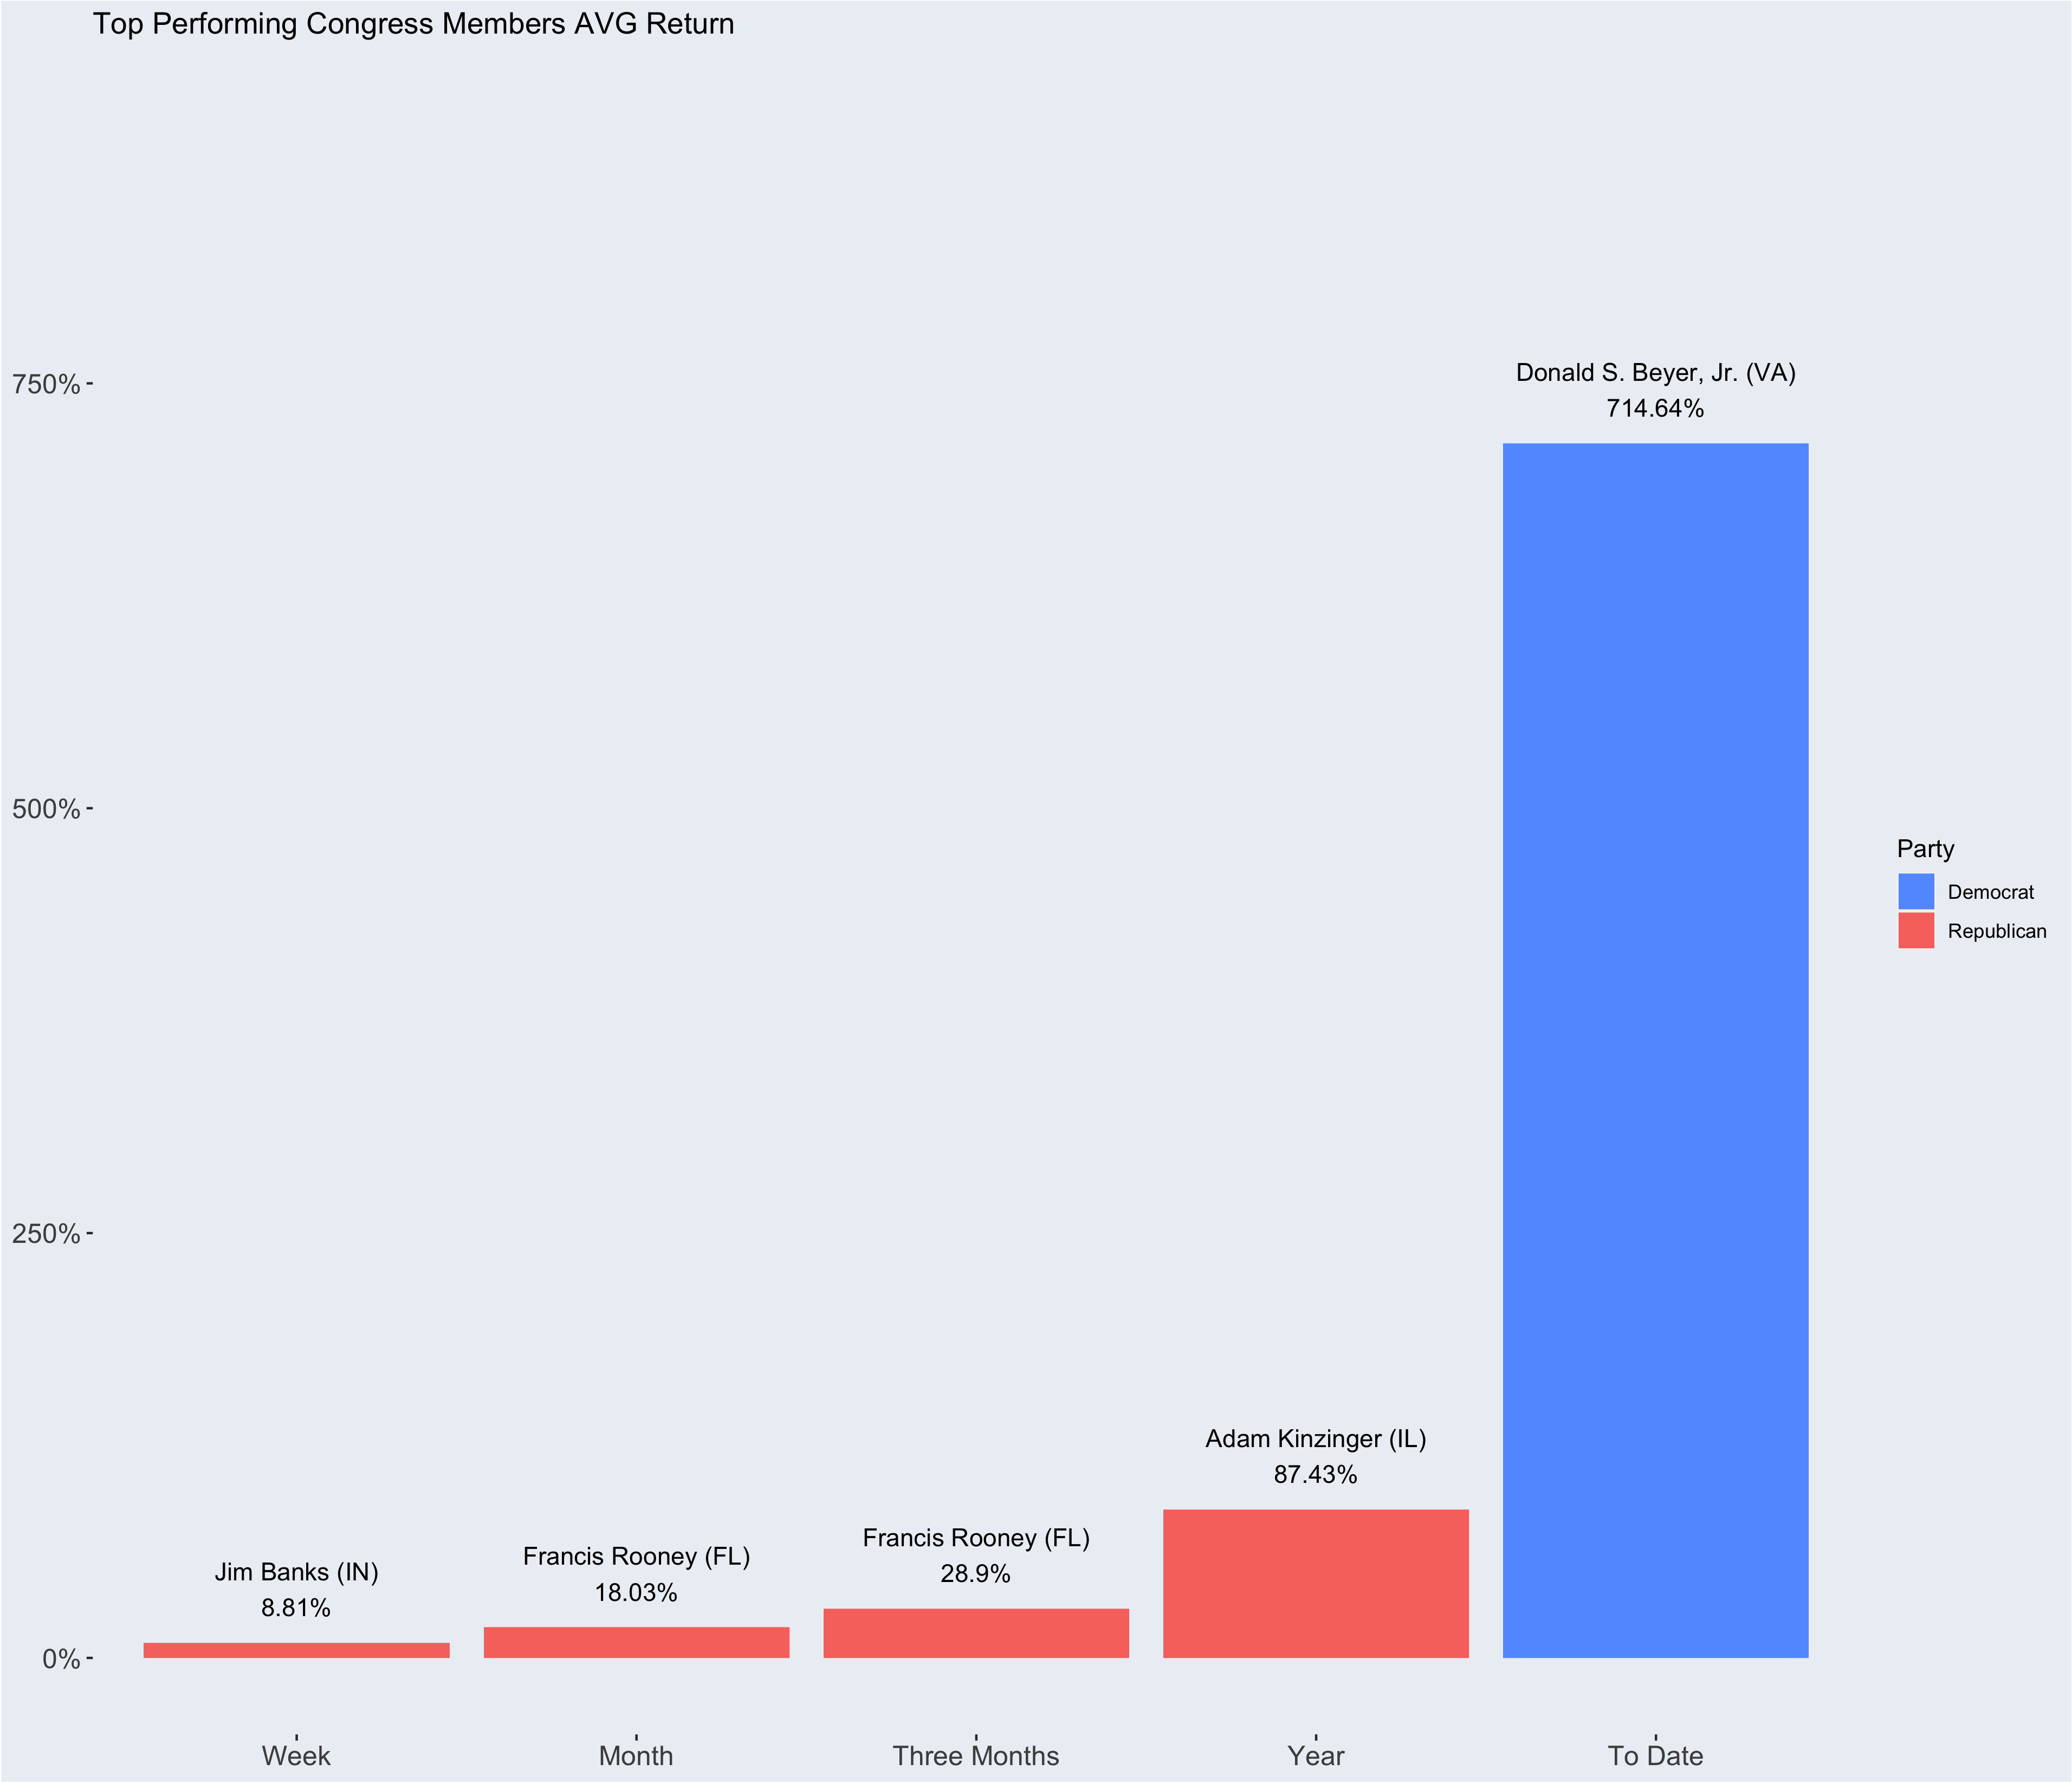 Top Performing Congress Members AVG Return
750%
500%
250%
0%
Donald S. Beyer, Jr. (VA)
714.64%
Adam Kinzinger (IL)
87.43%
Francis Rooney (FL)
28.9%
Francis Rooney (FL)
18.03%
Jim Banks (IN)
8.81%
Week
Month
Three Months
Year
To Date
Party
Democrat
Republican